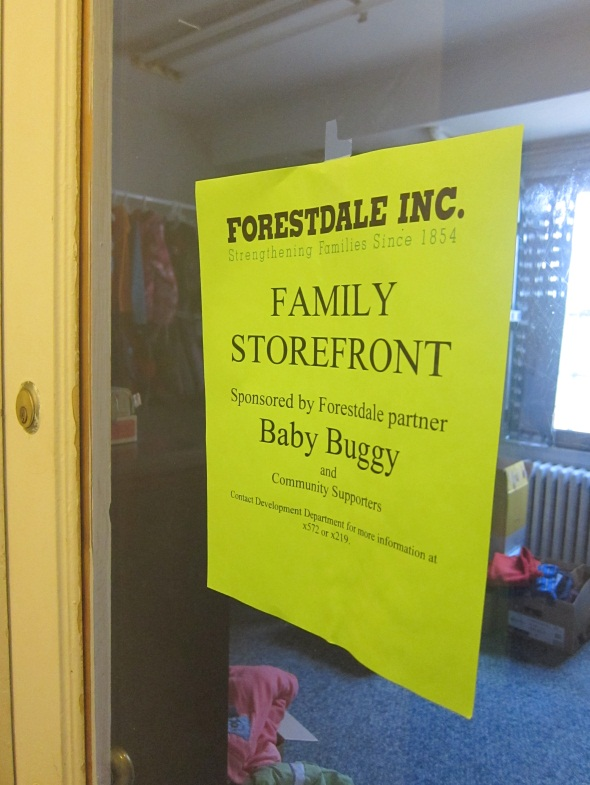 FORESTDALE INC.
Strengthening Families Since 1854
FAMILY
STOREFRONT
Sponsored by Forestdale partner
Baby Buggy
and
Community Supporters
Contact Development Department for more information at
x572 or x219.